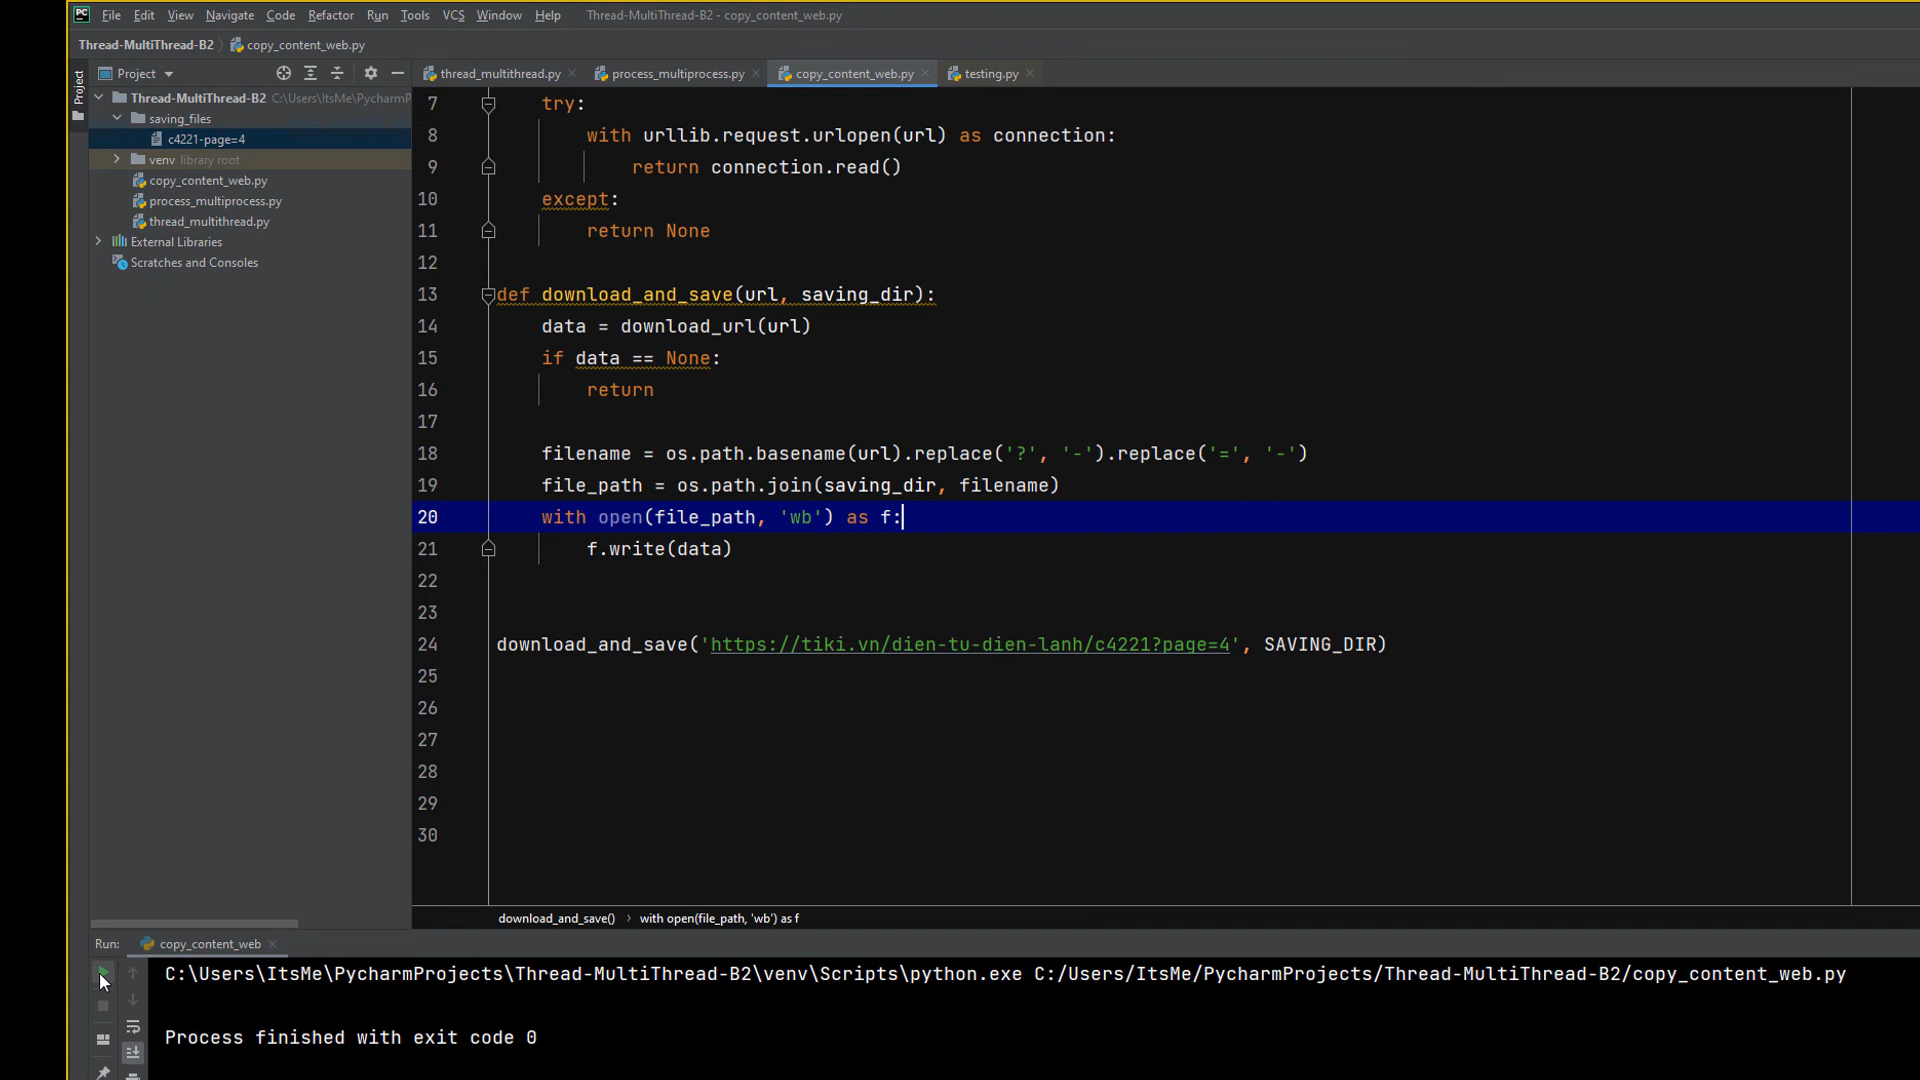 PC File Edit View Navigate Code Refactor Run Tools VCS Window Help Thread-MultiThread-B2 - copy_content_web.py
Thread-MultiThread-B2 copy_content_web.py
Project
Project
thread_multithread.py process_multiprocess.py copy_content_web.py testing.py
Thread-MultiThread-B2 C:\Users\ItsMe\PycharmP
saving_files
c4221-page=4
venv library root
copy_content_web.py
process_multiprocess.py
thread_multithread.py
External Libraries
Scratches and Consoles
7 try:
8 with urllib.request.urlopen(url) as connection:
9 return connection.read()
10 except:
11 return None
12
13 def download_and_save(url, saving_dir):
14 data = download_url(url)
15 if data == None:
16 return
17
18 filename = os.path.basename(url).replace('?', '-').replace('=', '-')
19 file_path = os.path.join(saving_dir, filename)
20 with open(file_path, 'wb') as f:
21 f.write(data)
22
23
24 download_and_save('https://tiki.vn/dien-tu-dien-lanh/c4221?page=4', SAVING_DIR)
25
26
27
28
29
30
download_and_save() › with open(file_path, 'wb') as f
Run: copy_content_web
C:\Users\ItsMe\PycharmProjects\Thread-MultiThread-B2\venv\Scripts\python.exe C:/Users/ItsMe/PycharmProjects/Thread-MultiThread-B2/copy_content_web.py
Process finished with exit code 0